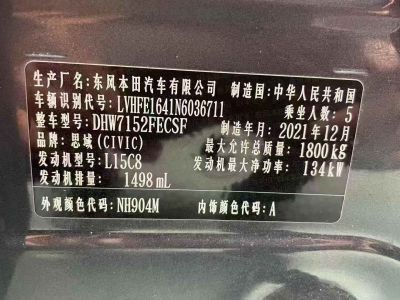 生产厂名:东风本田汽车有限公司 制造国:中华人民共和国
车辆识别代号:LVHFE1641N6036711 乘坐人数:5
整车型号:DHW7152FECSF 制造年月:2021年12月
品牌:思域(CIVIC) 最大允许总质量:1800kg
发动机型号:L15C8 发动机最大净功率:134kW
发动机排量:1498mL
外观颜色代码:NH904M 内饰颜色代码:A